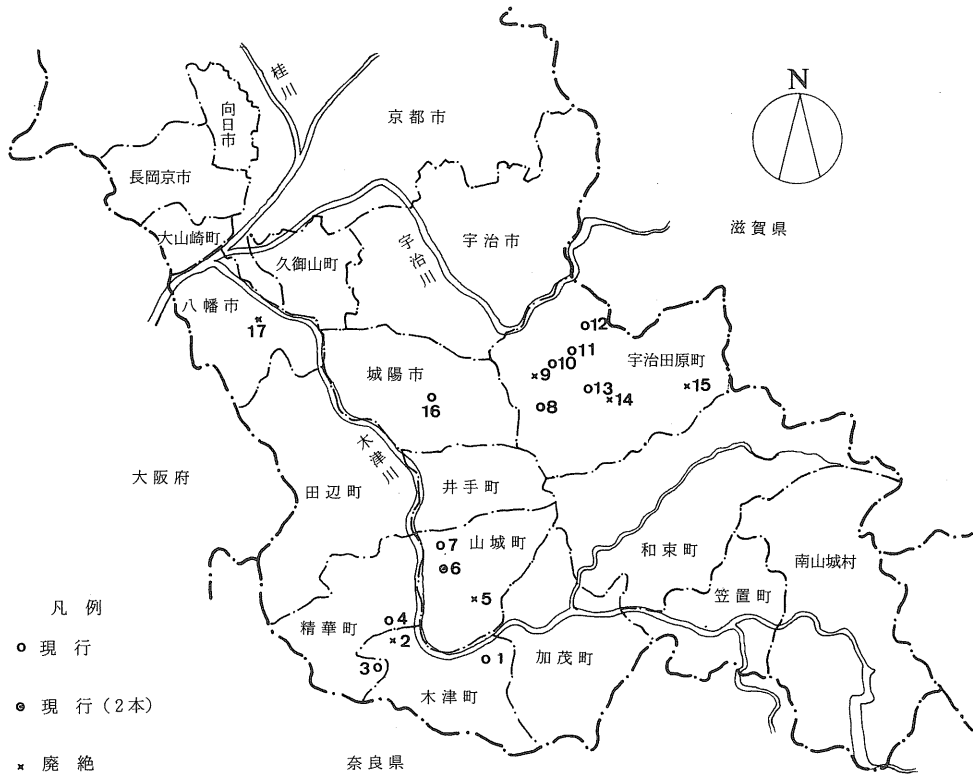 N
桂川
京都市
向日市
長岡京市
大山崎町
久御山町
宇治川
宇治市
滋賀県
八幡市
17
12
11
10
宇治田原町
9
13
14
15
8
城陽市
16
木津川
大阪府
田辺町
井手町
7
山城町
6
5
和束町
南山城村
笠置町
凡例
精華町
4
2
3
1
加茂町
木津町
現行
現行(2本)
廃絶
奈良県